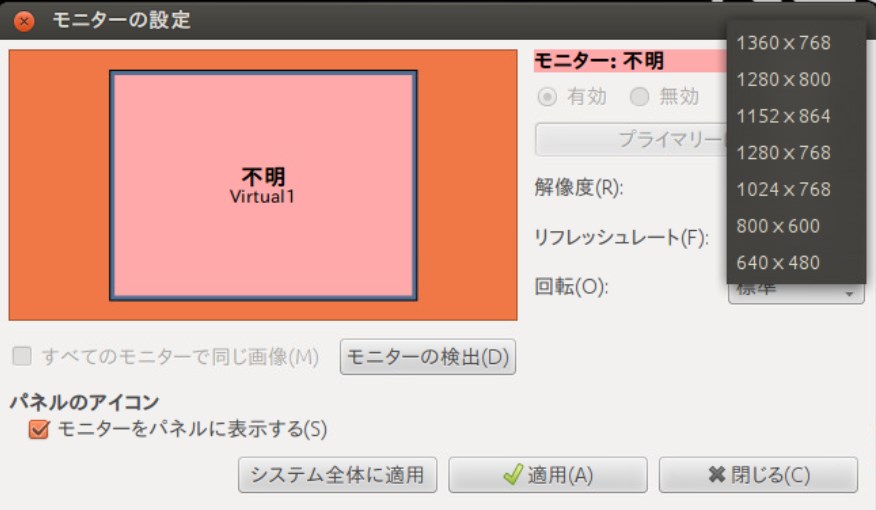 モニターの設定
不明
Virtual1
モニター: 不明
有効 無効
プライマリー
解像度(R):
リフレッシュレート(F):
回転(O):
標準
1360 x 768
1280 x 800
1152 x 864
1280 x 768
1024 x 768
800 x 600
640 x 480
すべてのモニターで同じ画像(M)
モニターの検出(D)
パネルのアイコン
モニターをパネルに表示する(S)
システム全体に適用
適用(A)
閉じる(C)